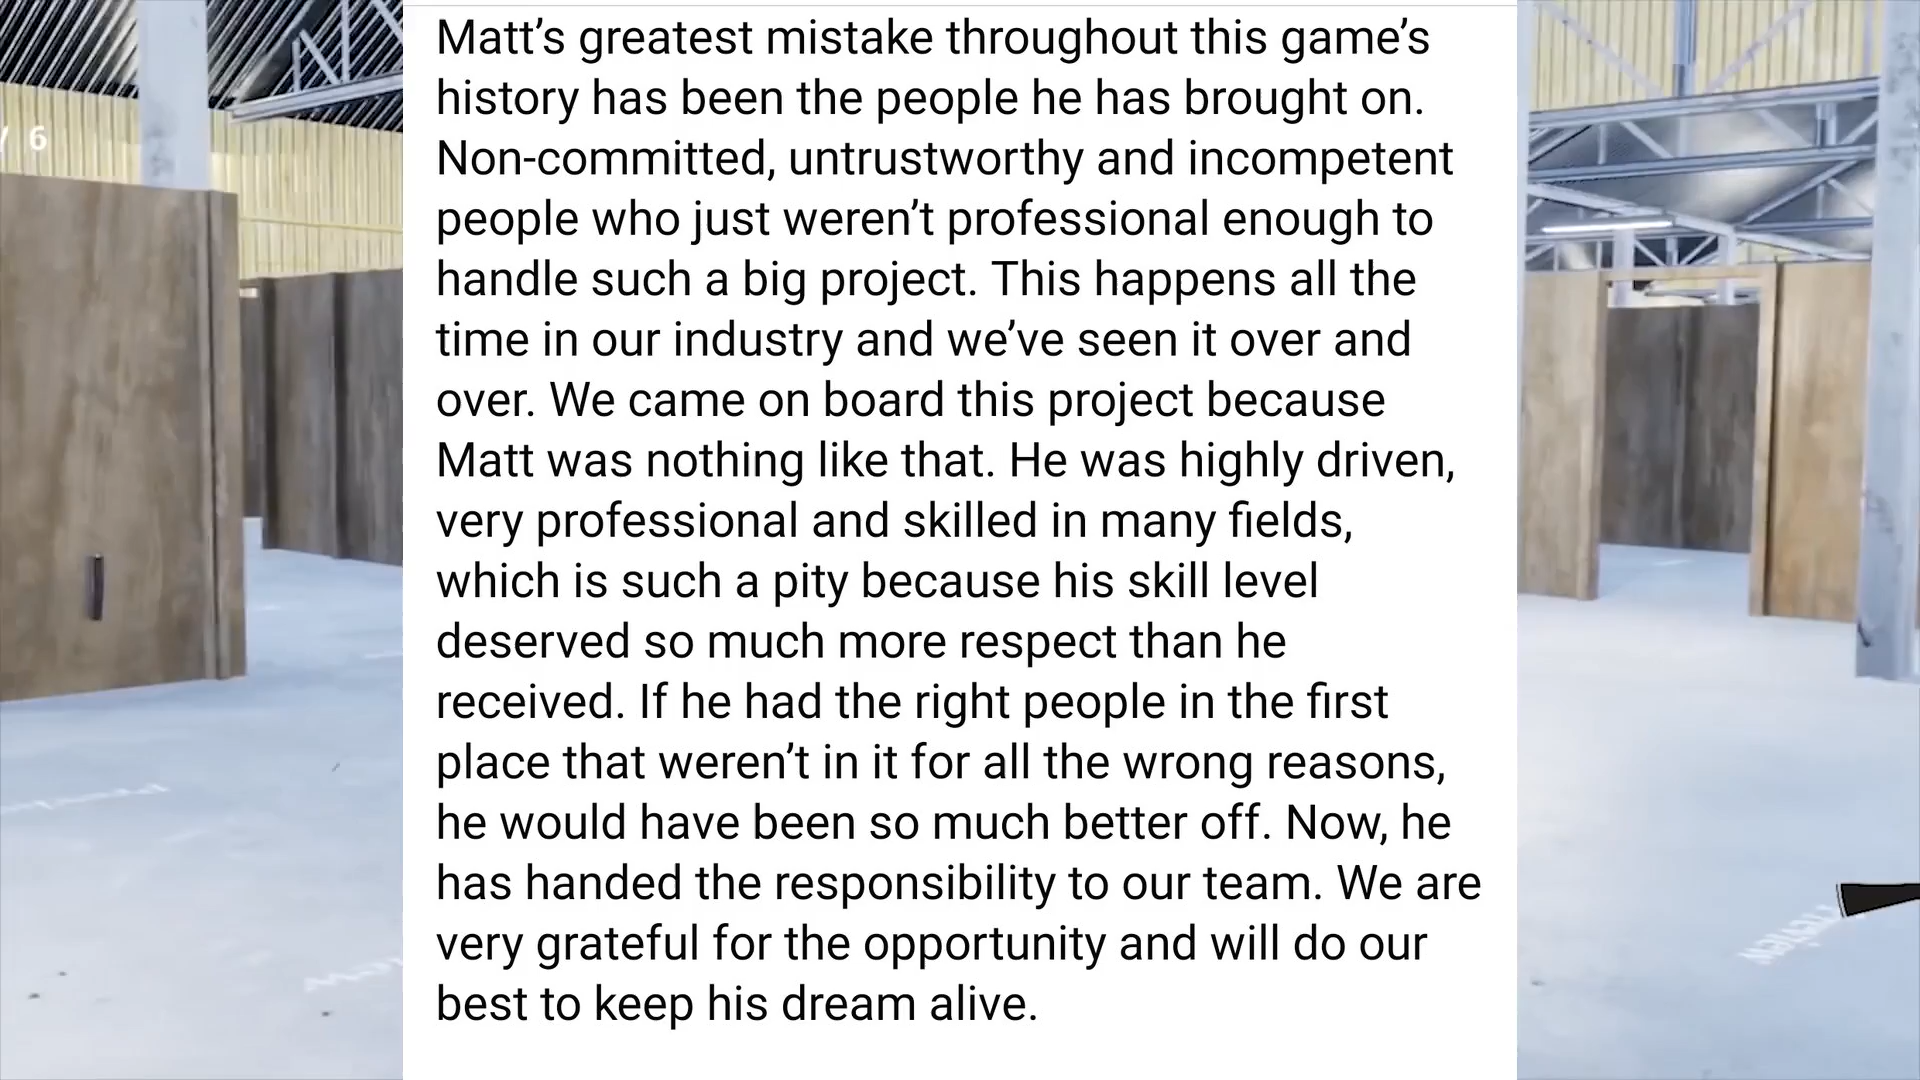 / 6
Matt’s greatest mistake throughout this game’s
history has been the people he has brought on.
Non-committed, untrustworthy and incompetent
people who just weren’t professional enough to
handle such a big project. This happens all the
time in our industry and we’ve seen it over and
over. We came on board this project because
Matt was nothing like that. He was highly driven,
very professional and skilled in many fields,
which is such a pity because his skill level
deserved so much more respect than he
received. If he had the right people in the first
place that weren’t in it for all the wrong reasons,
he would have been so much better off. Now, he
has handed the responsibility to our team. We are
very grateful for the opportunity and will do our
best to keep his dream alive.